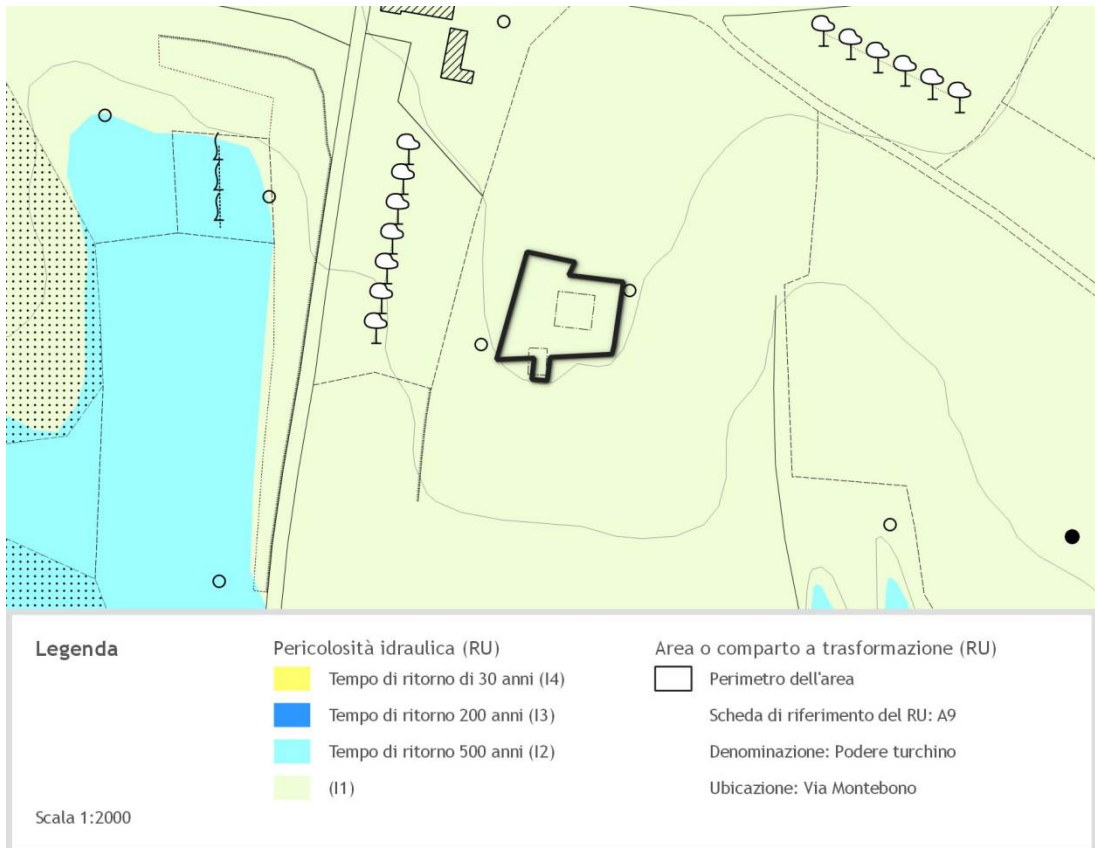 Legenda
Pericolosità idraulica (RU)
Tempo di ritorno di 30 anni (I4)
Tempo di ritorno 200 anni (I3)
Tempo di ritorno 500 anni (I2)
(I1)
Area o comparto a trasformazione (RU)
Perimetro dell'area
Scheda di riferimento del RU: A9
Denominazione: Podere turchino
Ubicazione: Via Montebono
Scala 1:2000